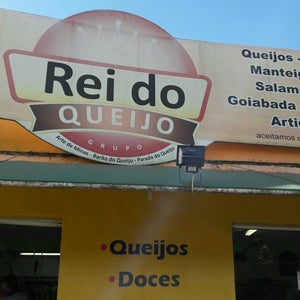 Rei do
QUEIJO
GRUPO
Arte de Minas - Barão do Queijo - Parada do Queijo
Queijos -
Mantei
Salam
Goiabada
Arti
aceitamos
•Queijos
•Doces